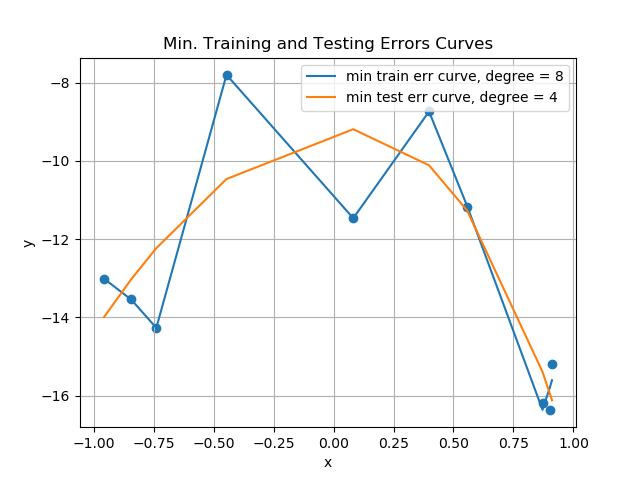 Min. Training and Testing Errors Curves
min train err curve, degree = 8
min test err curve, degree = 4
−8
−10
−12
−14
−16
y
−1.00 −0.75 −0.50 −0.25 0.00 0.25 0.50 0.75 1.00
x